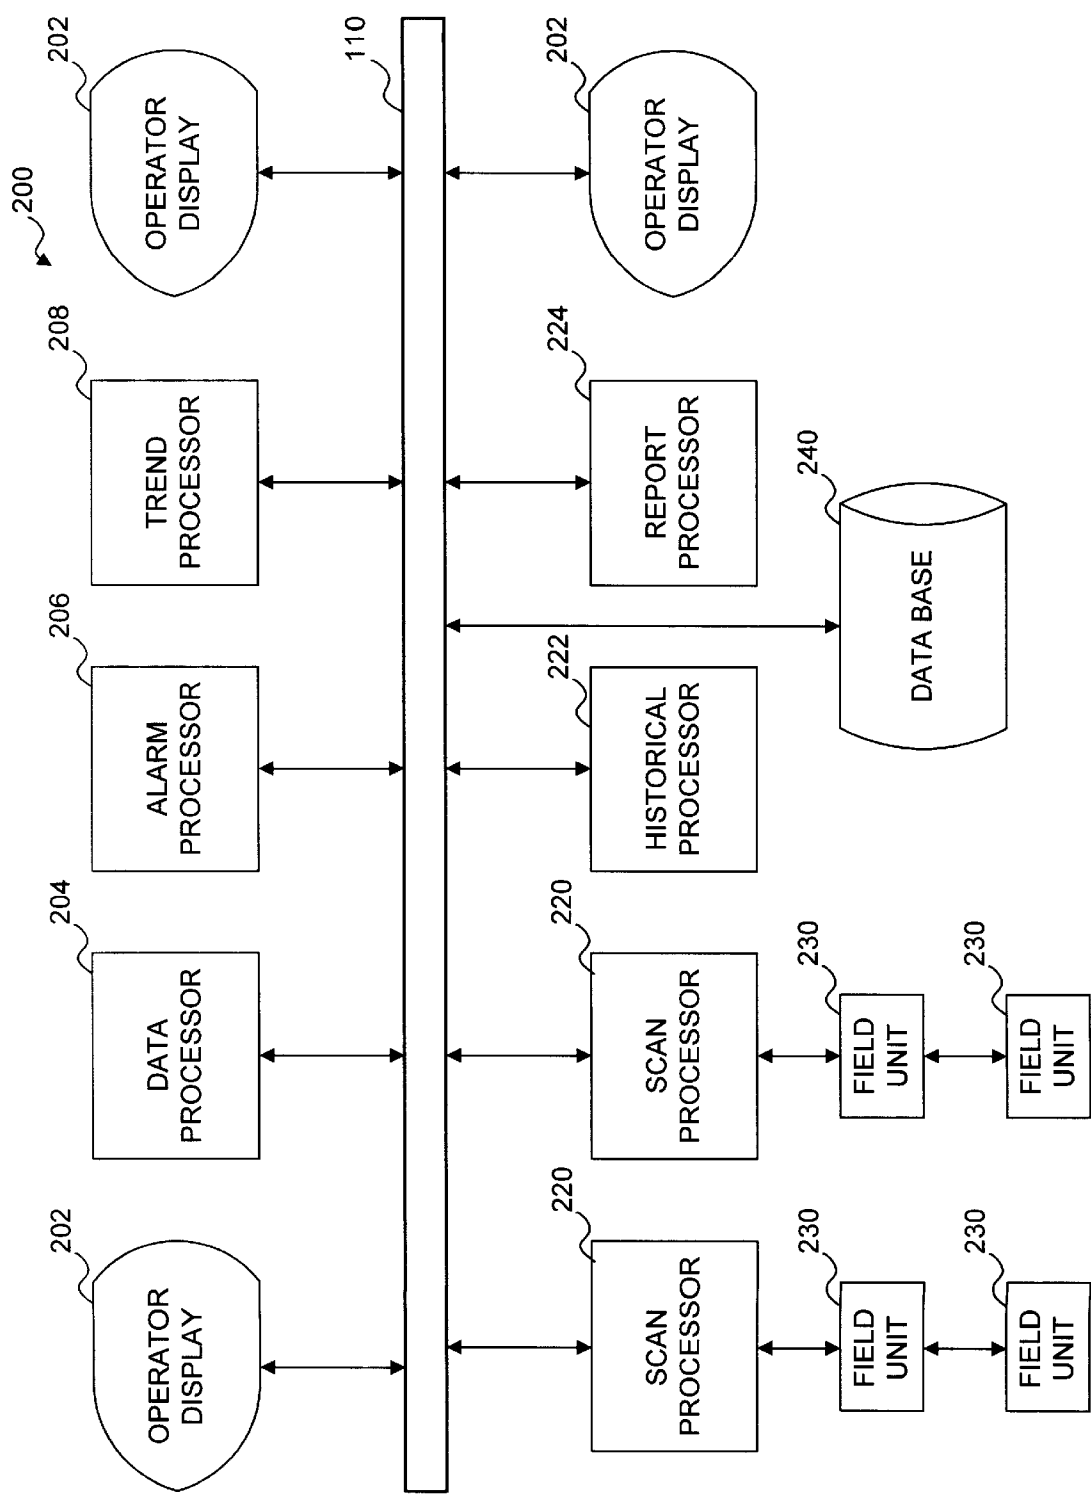 200
202
OPERATOR
DISPLAY
204
DATA
PROCESSOR
206
ALARM
PROCESSOR
208
TREND
PROCESSOR
202
OPERATOR
DISPLAY
110
220
SCAN
PROCESSOR
220
SCAN
PROCESSOR
222
HISTORICAL
PROCESSOR
224
REPORT
PROCESSOR
202
OPERATOR
DISPLAY
230
FIELD
UNIT
230
FIELD
UNIT
240
DATA BASE
230
FIELD
UNIT
230
FIELD
UNIT